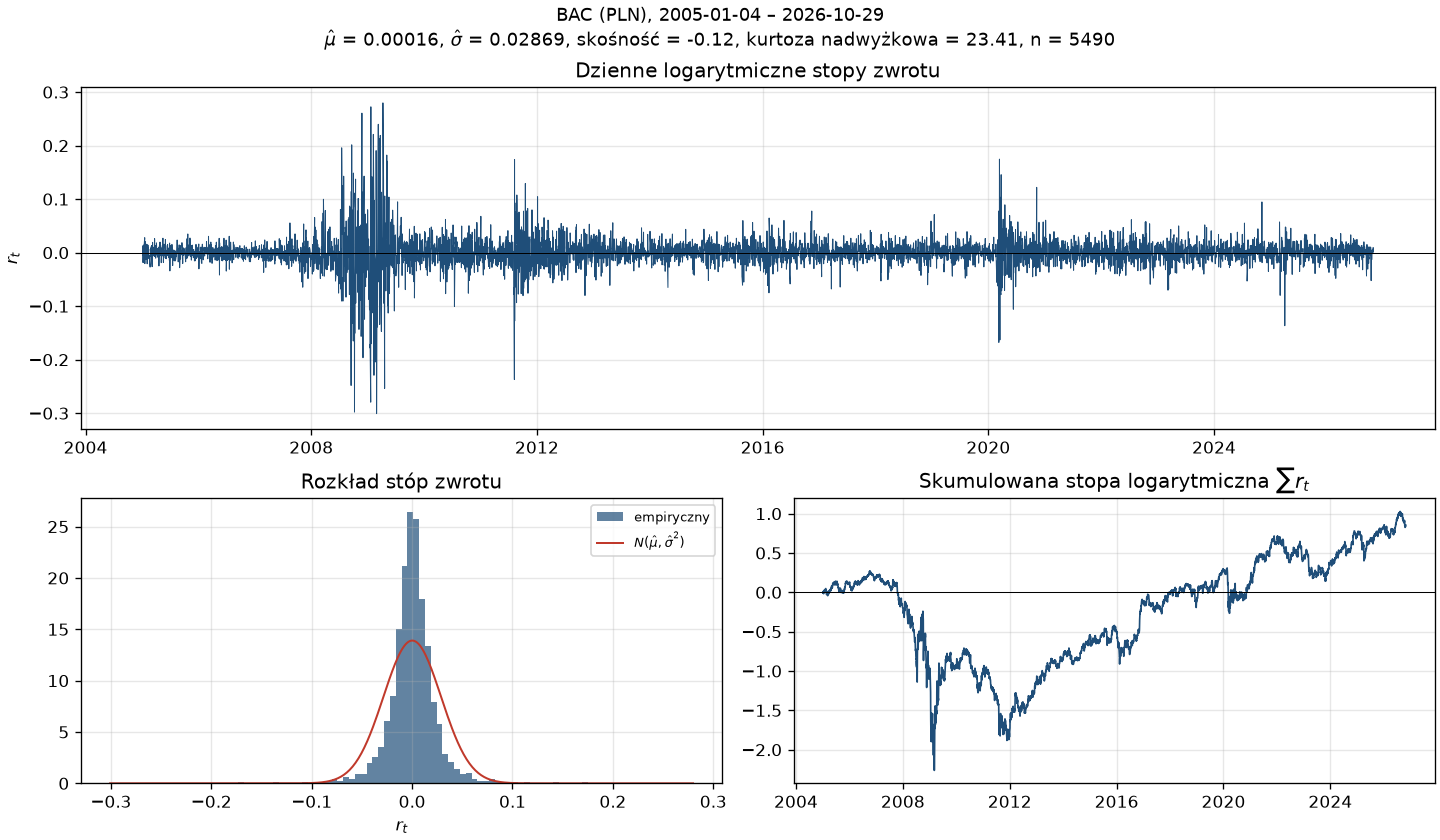 BAC (PLN), 2005-01-04 – 2026-10-29
μ̂ = 0.00016, σ̂ = 0.02869, skośność = -0.12, kurtoza nadwyżkowa = 23.41, n = 5490
Dzienne logarytmiczne stopy zwrotu
0.3
0.2
0.1
0.0
−0.1
−0.2
−0.3
r_t
2004 2008 2012 2016 2020 2024
Rozkład stóp zwrotu
25
20
15
10
5
0
empiryczny
N(μ̂, σ̂²)
−0.3 −0.2 −0.1 0.0 0.1 0.2 0.3
r_t
Skumulowana stopa logarytmiczna ∑r_t
1.0
0.5
0.0
−0.5
−1.0
−1.5
−2.0
2004 2008 2012 2016 2020 2024